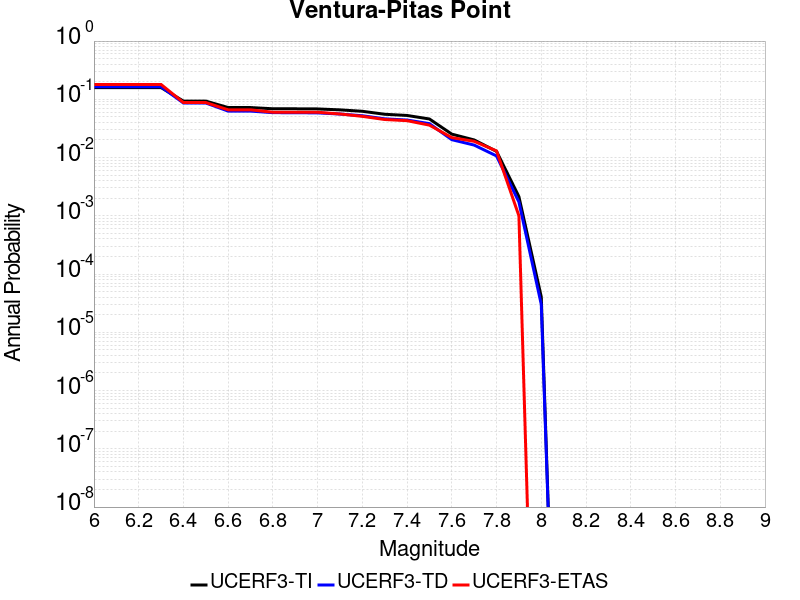 Ventura-Pitas Point
10^0
10^-1
10^-2
10^-3
10^-4
10^-5
10^-6
10^-7
10^-8
Annual Probability
6 6.2 6.4 6.6 6.8 7 7.2 7.4 7.6 7.8 8 8.2 8.4 8.6 8.8 9
Magnitude
UCERF3-TI UCERF3-TD UCERF3-ETAS